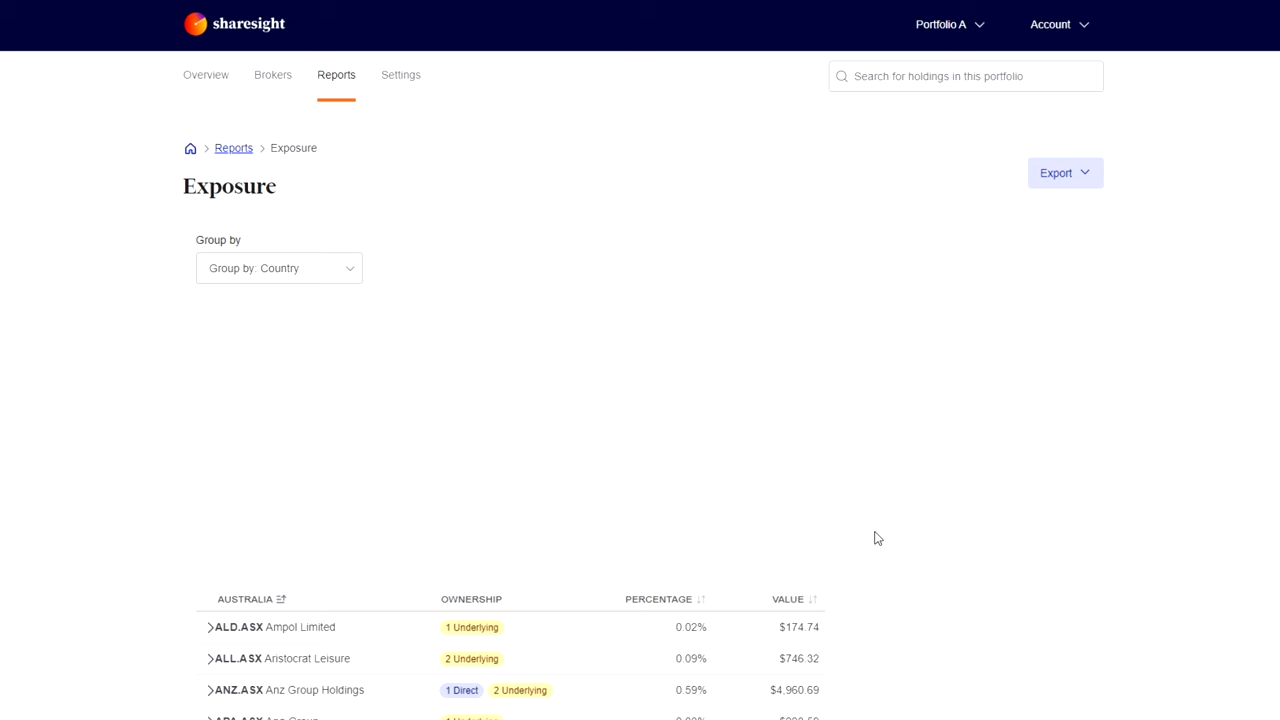 sharesight
Portfolio A
Account
Overview
Brokers
Reports
Settings
Search for holdings in this portfolio
Reports
Exposure
Exposure
Export
Group by
Group by: Country
AUSTRALIA OWNERSHIP PERCENTAGE VALUE
ALD.ASX Ampol Limited 1 Underlying 0.02% $174.74
ALL.ASX Aristocrat Leisure 2 Underlying 0.09% $746.32
ANZ.ASX Anz Group Holdings 1 Direct 2 Underlying 0.59% $4,960.69